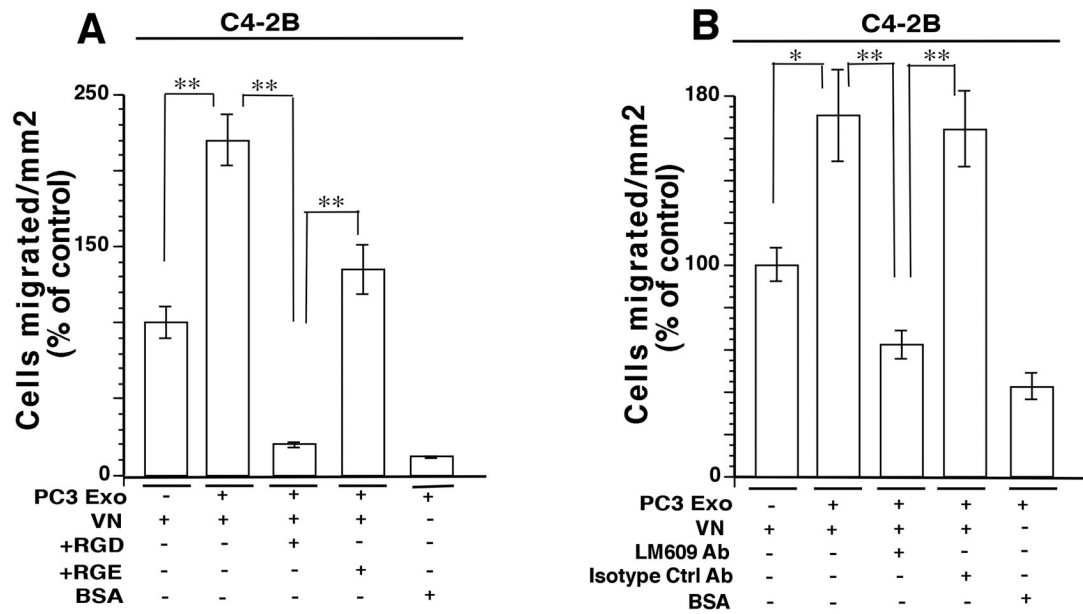 A
C4-2B
** **
250
**
150
0
Cells migrated/mm2
(% of control)
PC3 Exo - + + + +
VN + + + + -
+RGD - - + - -
+RGE - - - + -
BSA - - - - +
B
C4-2B
* ** **
180
100
0
Cells migrated/mm2
(% of control)
PC3 Exo - + + + +
VN + + + + -
LM609 Ab - - + - -
Isotype Ctrl Ab - - - + -
BSA - - - - +